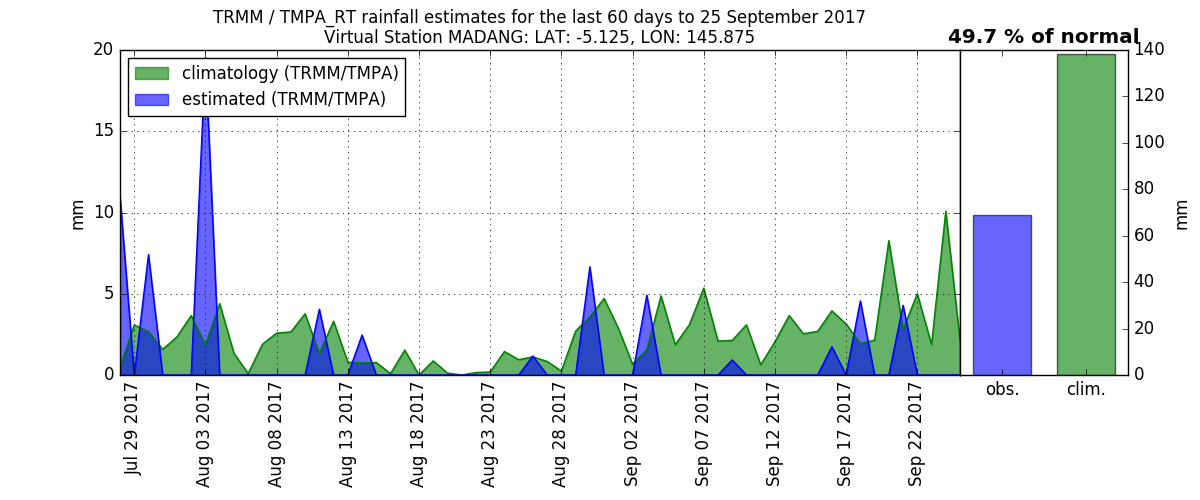 TRMM / TMPA_RT rainfall estimates for the last 60 days to 25 September 2017
Virtual Station MADANG: LAT: -5.125, LON: 145.875
49.7 % of normal
climatology (TRMM/TMPA)
estimated (TRMM/TMPA)
20
15
10
5
0
mm
140
120
100
80
60
40
20
0
mm
Jul 29 2017
Aug 03 2017
Aug 08 2017
Aug 13 2017
Aug 18 2017
Aug 23 2017
Aug 28 2017
Sep 02 2017
Sep 07 2017
Sep 12 2017
Sep 17 2017
Sep 22 2017
obs.
clim.